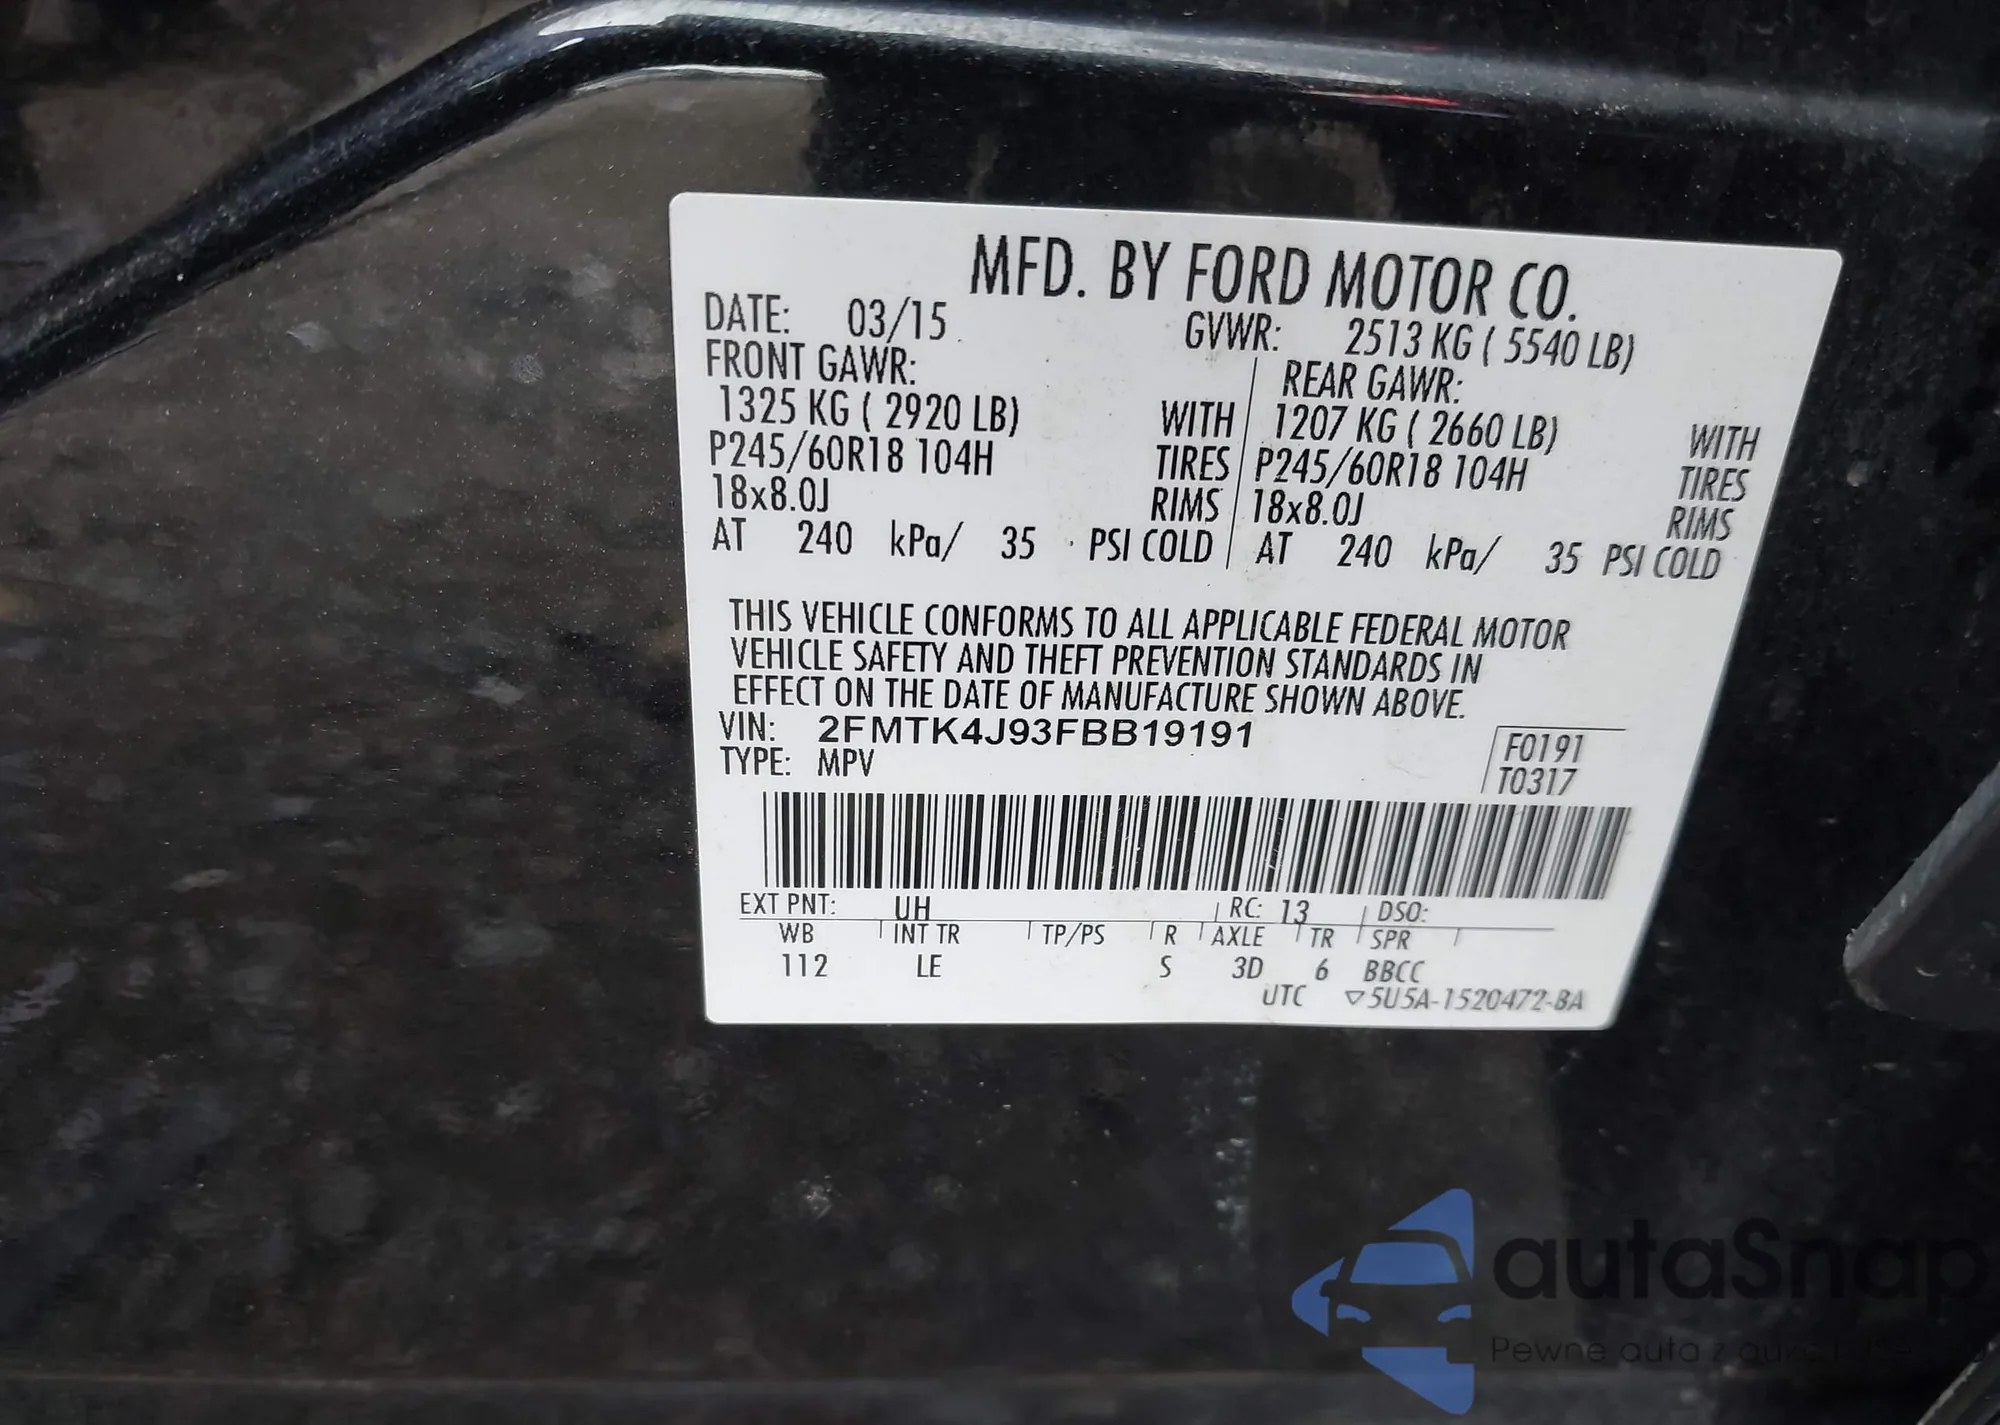 MFD. BY FORD MOTOR CO.
DATE: 03/15 GVWR: 2513 KG ( 5540 LB)
FRONT GAWR: REAR GAWR:
1325 KG ( 2920 LB) WITH 1207 KG ( 2660 LB) WITH
P245/60R18 104H TIRES P245/60R18 104H TIRES
18x8.0J RIMS 18x8.0J RIMS
AT 240 kPa/ 35 PSI COLD AT 240 kPa/ 35 PSI COLD
THIS VEHICLE CONFORMS TO ALL APPLICABLE FEDERAL MOTOR
VEHICLE SAFETY AND THEFT PREVENTION STANDARDS IN
EFFECT ON THE DATE OF MANUFACTURE SHOWN ABOVE.
VIN: 2FMTK4J93FBB19191
TYPE: MPV
F0191
T0317
EXT PNT: UH RC: 13 DSO:
WB INT TR TP/PS R AXLE TR SPR
112 LE S 3D 6 BBCC
UTC ▽5U5A-1520472-BA
autaSnap
Pewne auta z